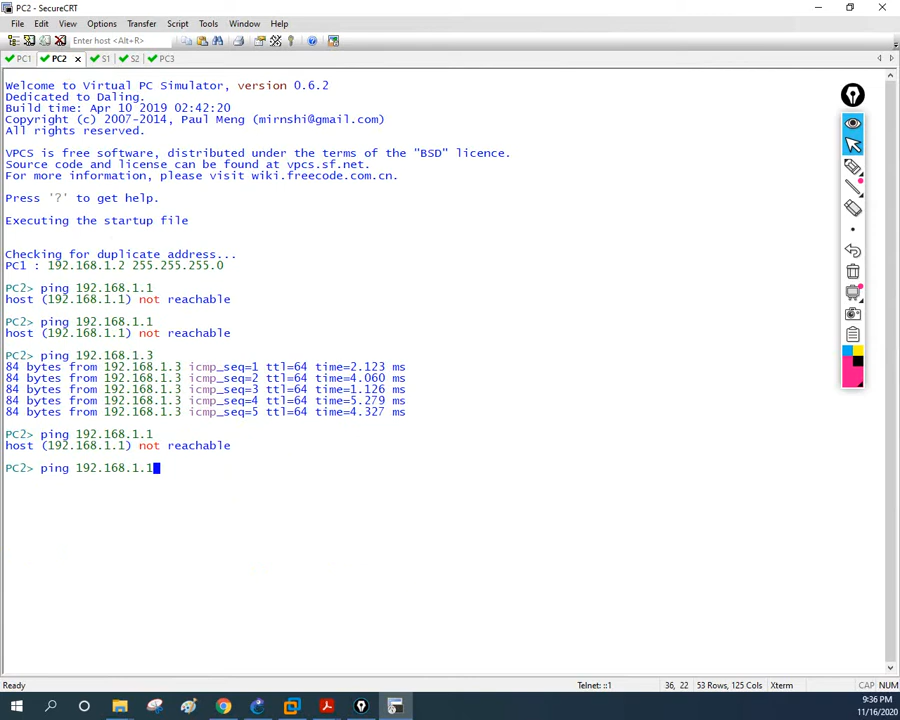 PC2 - SecureCRT
File Edit View Options Transfer Script Tools Window Help
Enter host <Alt+R>
PC1 PC2 x S1 S2 PC3
Welcome to Virtual PC Simulator, version 0.6.2
Dedicated to Daling.
Build time: Apr 10 2019 02:42:20
Copyright (c) 2007-2014, Paul Meng (mirnshi@gmail.com)
All rights reserved.
VPCS is free software, distributed under the terms of the "BSD" licence.
Source code and license can be found at vpcs.sf.net.
For more information, please visit wiki.freecode.com.cn.
Press '?' to get help.
Executing the startup file
Checking for duplicate address...
PC1 : 192.168.1.2 255.255.255.0
PC2> ping 192.168.1.1
host (192.168.1.1) not reachable
PC2> ping 192.168.1.1
host (192.168.1.1) not reachable
PC2> ping 192.168.1.3
84 bytes from 192.168.1.3 icmp_seq=1 ttl=64 time=2.123 ms
84 bytes from 192.168.1.3 icmp_seq=2 ttl=64 time=4.060 ms
84 bytes from 192.168.1.3 icmp_seq=3 ttl=64 time=1.126 ms
84 bytes from 192.168.1.3 icmp_seq=4 ttl=64 time=5.279 ms
84 bytes from 192.168.1.3 icmp_seq=5 ttl=64 time=4.327 ms
PC2> ping 192.168.1.1
host (192.168.1.1) not reachable
PC2> ping 192.168.1.1
Ready Telnet: ::1 36, 22 53 Rows, 125 Cols Xterm CAP NUM
9:36 PM
11/16/2020